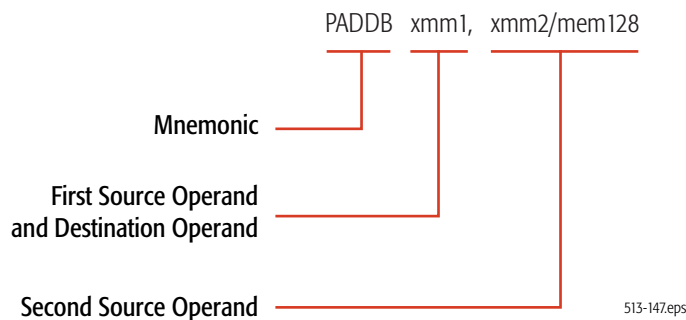 PADDB xmm1, xmm2/mem128
Mnemonic
First Source Operand
and Destination Operand
Second Source Operand
513-147.eps